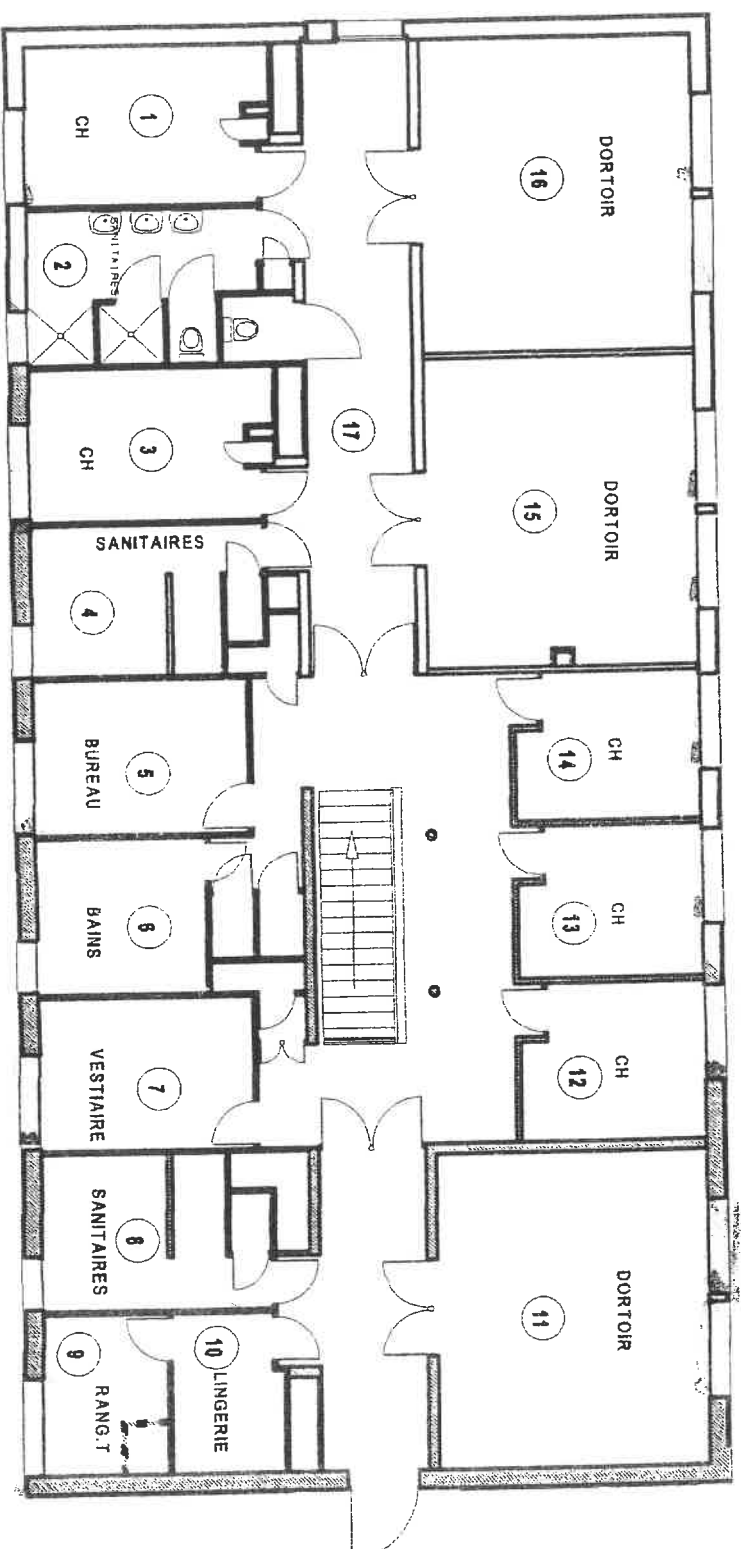 1
CH
2
SANITAIRES
3
CH
4
SANITAIRES
5
BUREAU
6
BAINS
7
VESTIAIRE
8
SANITAIRES
9
RANG.T
10
LINGERIE
11
DORTOIR
12
CH
13
CH
14
CH
15
DORTOIR
16
DORTOIR
17